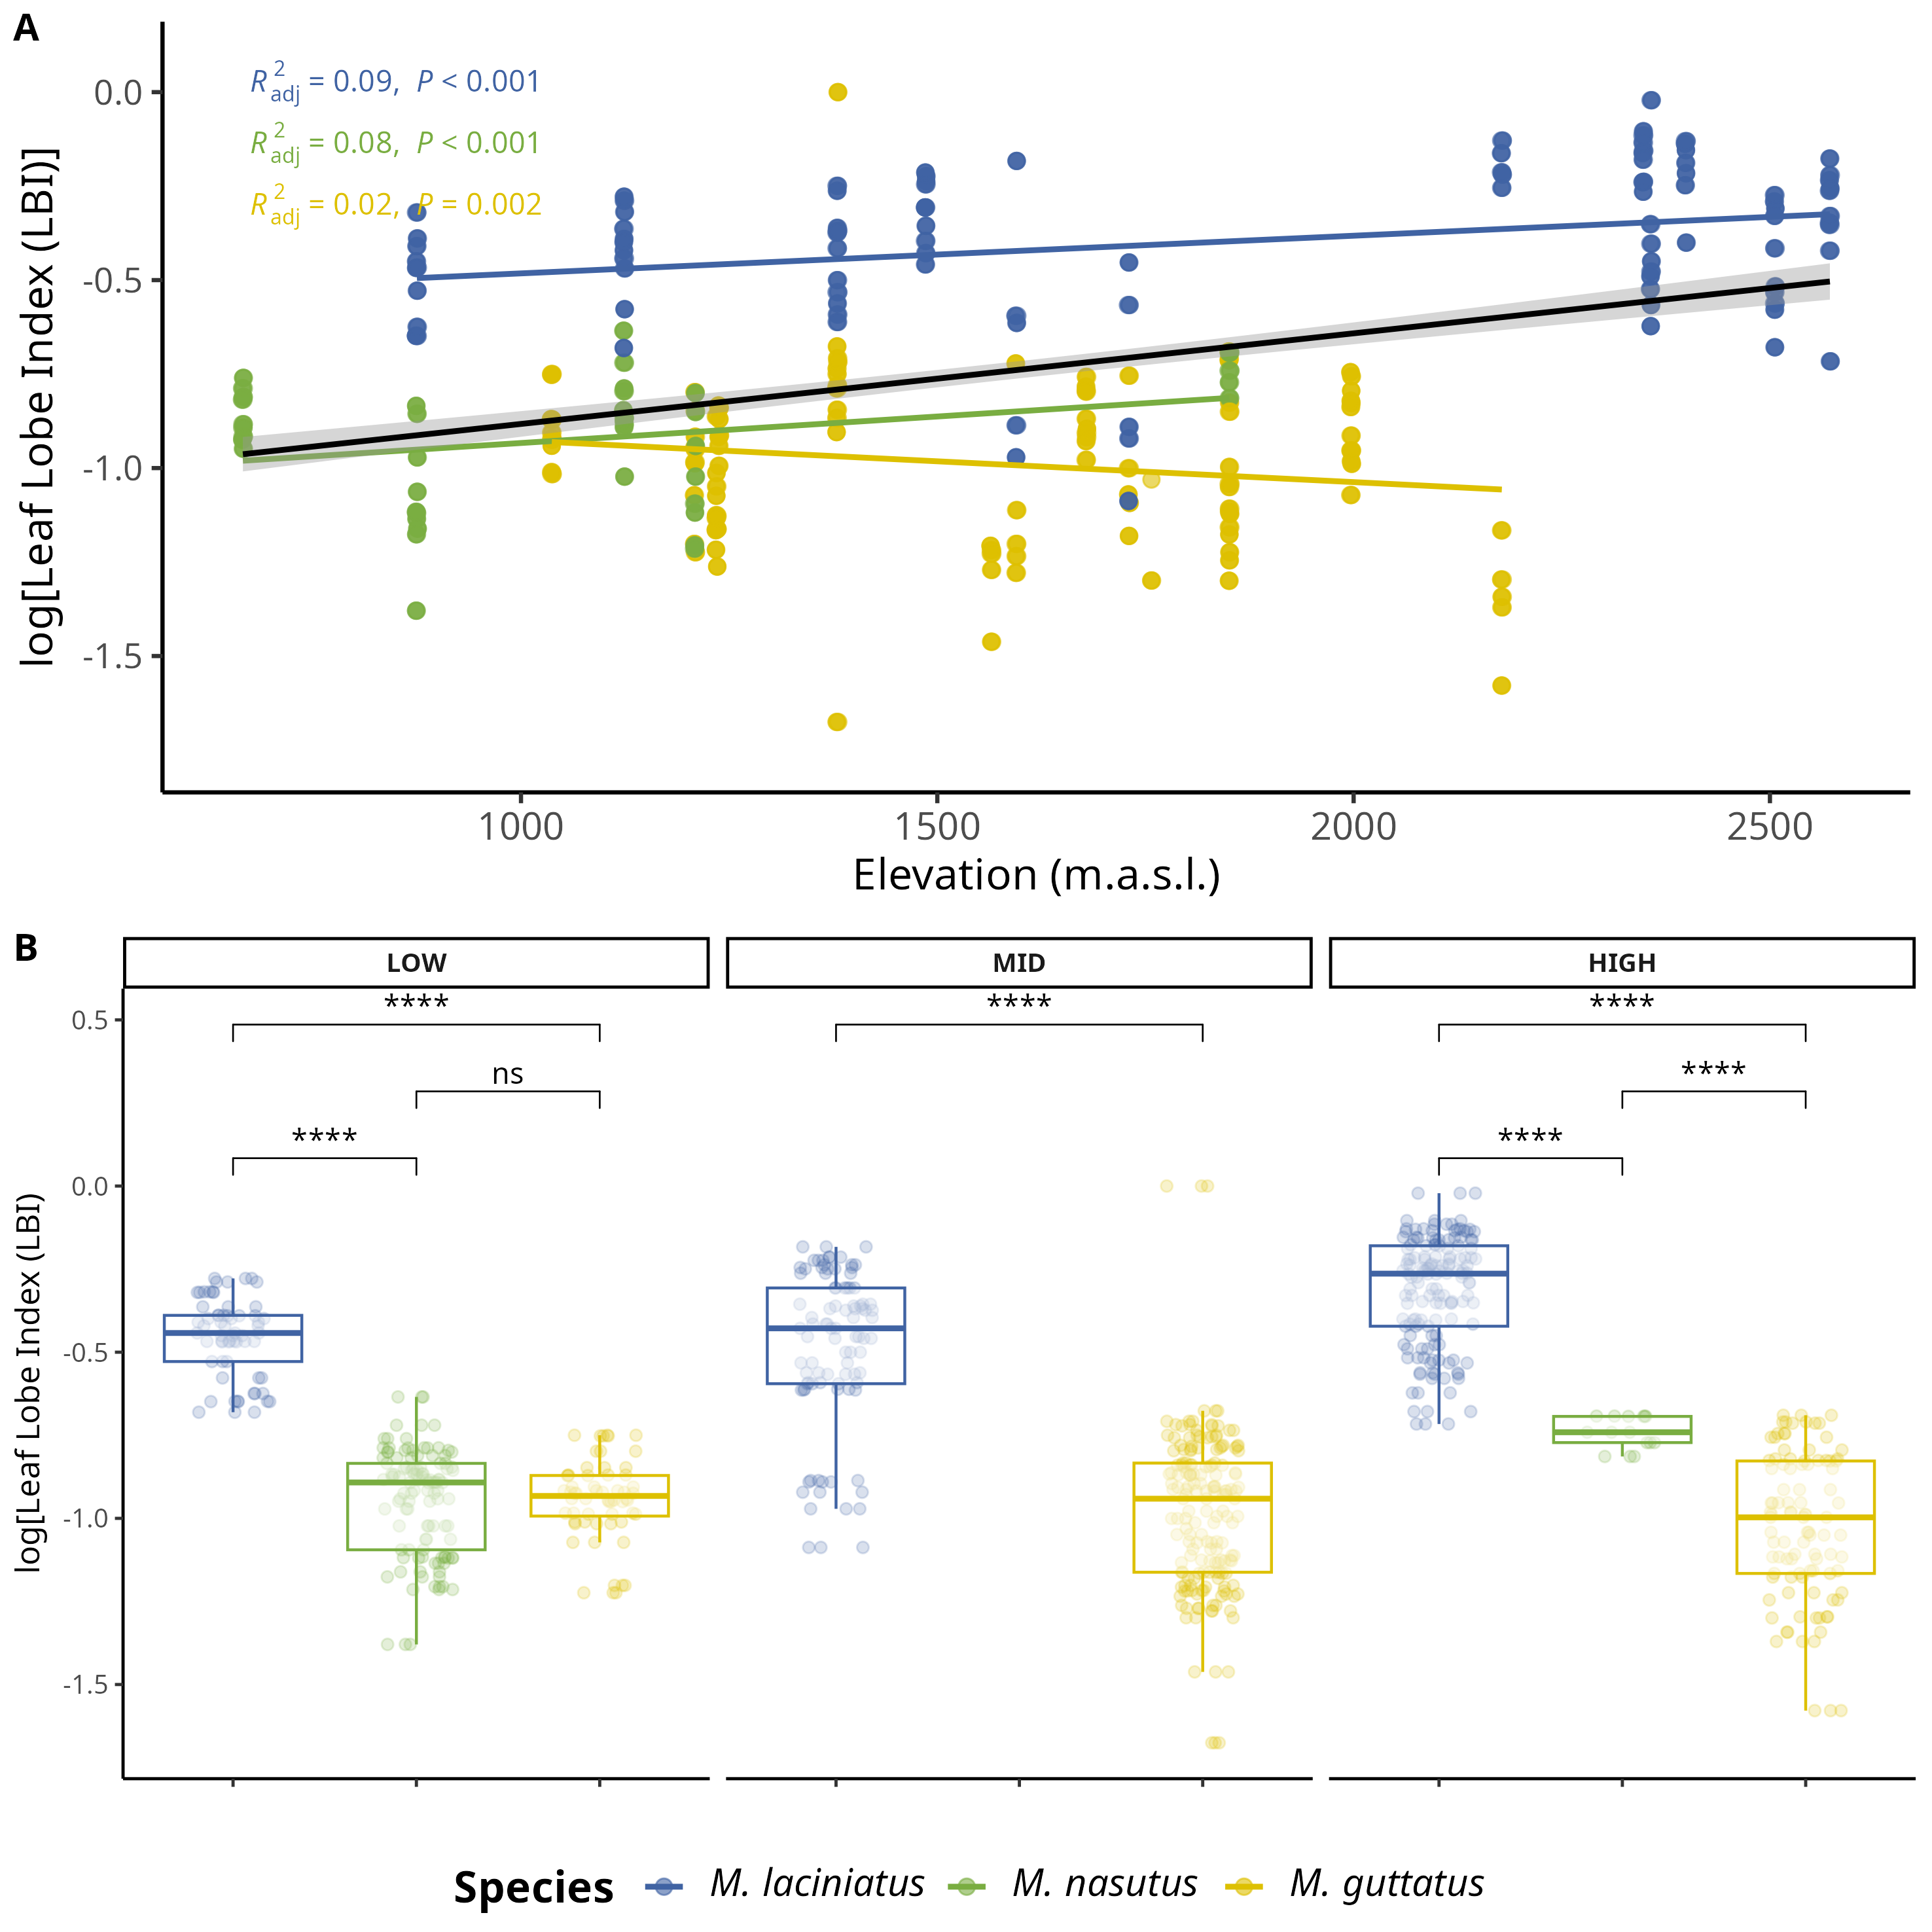 A
R²adj = 0.09, P < 0.001
R²adj = 0.08, P < 0.001
R²adj = 0.02, P = 0.002
log[Leaf Lobe Index (LBI)]
0.0
-0.5
-1.0
-1.5
1000 1500 2000 2500
Elevation (m.a.s.l.)
B
LOW MID HIGH
**** **** ****
ns ****
**** ****
log[Leaf Lobe Index (LBI)
0.5
0.0
-0.5
-1.0
-1.5
Species M. laciniatus M. nasutus M. guttatus